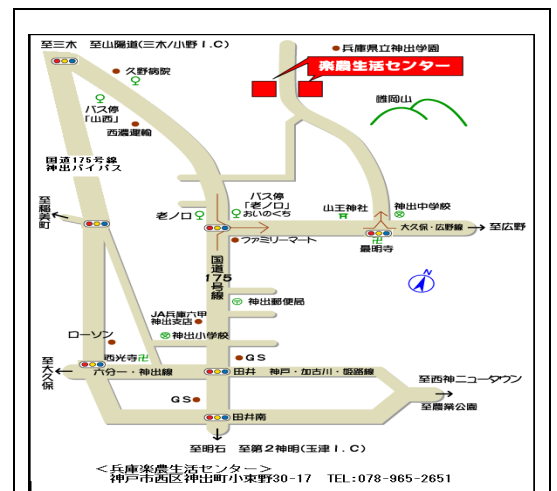 至三木 至山陽道(三木/小野I.C)
兵庫県立神出学園
楽農生活センター
久野病院
バス停
「山西」
西濃運輸
雌岡山
国道175号線
神出バイパス
至稲美町
老ノ口
バス停
「老ノ口」
おいのくち
山王神社
神出中学校
大久保・広野線
至広野
ファミリーマート
最明寺
国道175号線
N
神出郵便局
JA兵庫六甲
神出支店
神出小学校
ローソン
西光寺
至大久保
六分一・神出線
GS
田井 神戸・加古川・姫路線
至西神ニュータウン
至農業公園
GS
田井南
至明石 至第2神明(玉津I.C)
＜兵庫楽農生活センター＞
神戸市西区神出町小束野30-17 TEL:078-965-2651